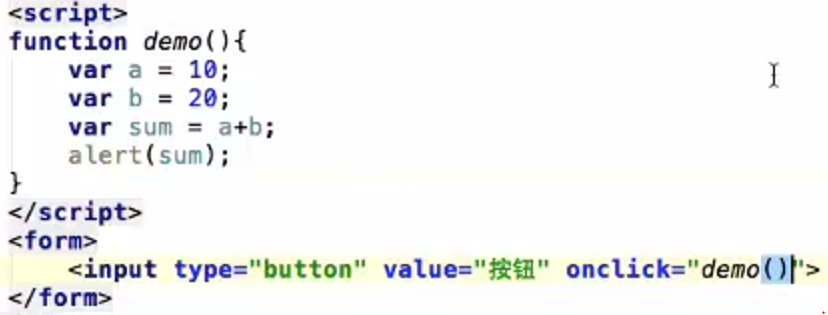 <script>
function demo(){
    var a = 10;
    var b = 20;
    var sum = a+b;
    alert(sum);
}
</script>
<form>
    <input type="button" value="按钮" onclick="demo()">
</form>